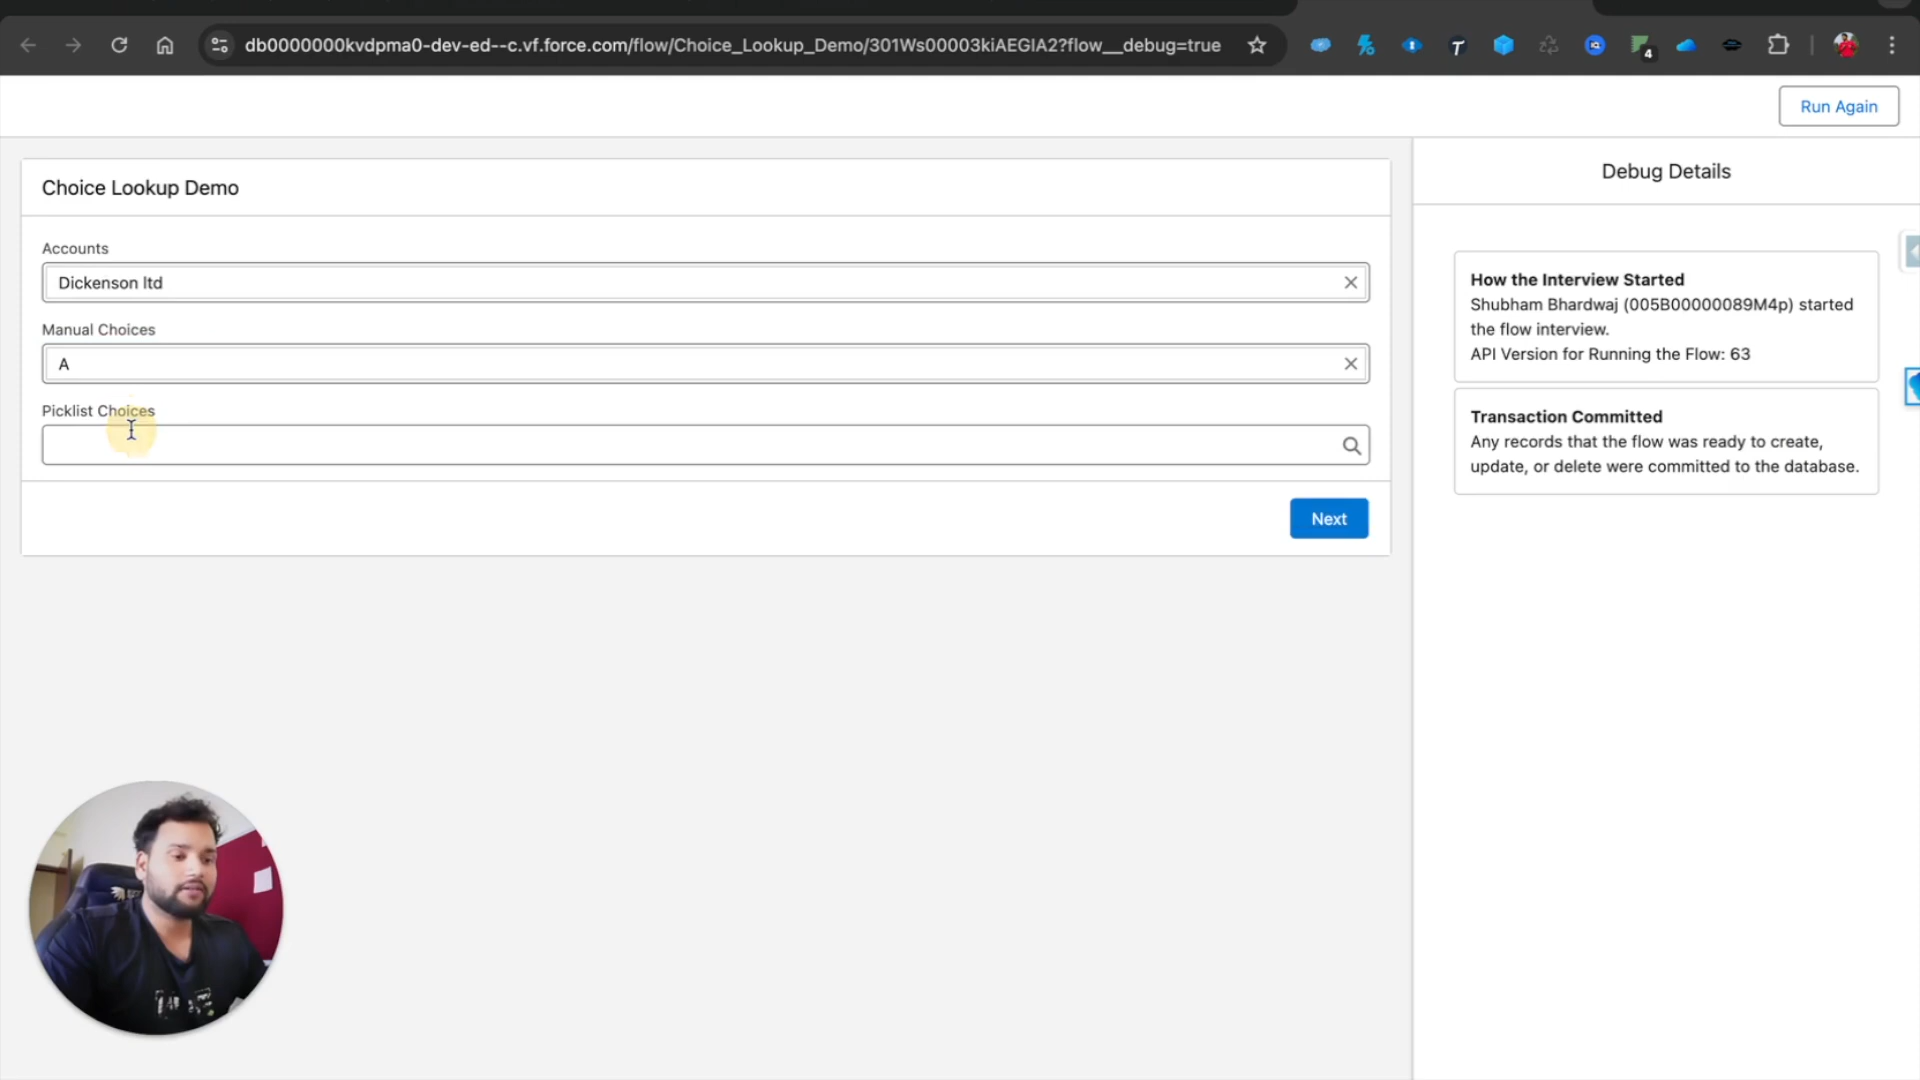 db0000000kvdpma0-dev-ed--c.vf.force.com/flow/Choice_Lookup_Demo/301Ws00003kiAEGIA2?flow__debug=true
4
Run Again
Choice Lookup Demo
Accounts
Dickenson ltd
Manual Choices
A
Picklist Choices
Next
Debug Details
How the Interview Started
Shubham Bhardwaj (005B00000089M4p) started
the flow interview.
API Version for Running the Flow: 63
Transaction Committed
Any records that the flow was ready to create,
update, or delete were committed to the database.